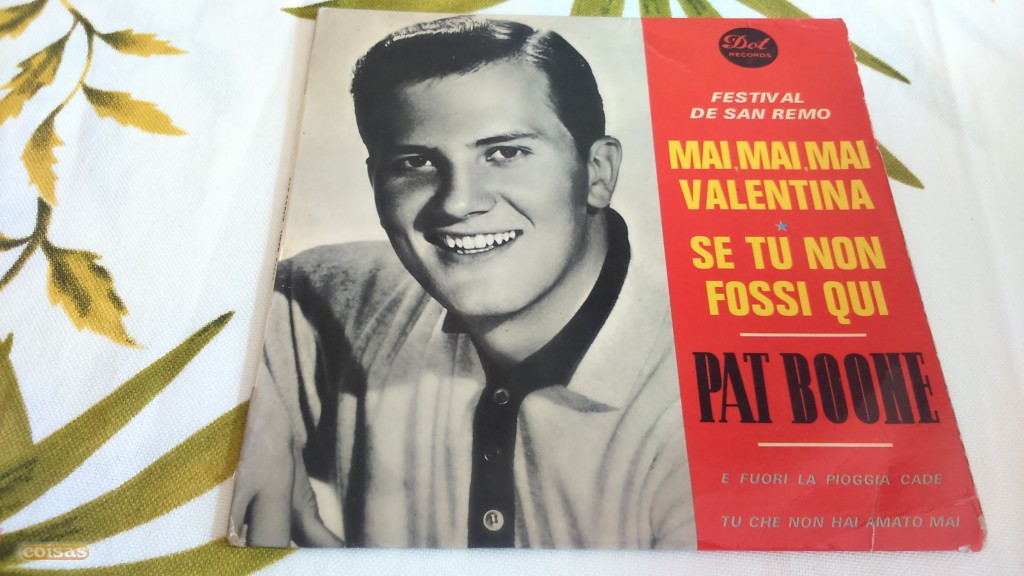 Dot
RECORDS
FESTIVAL
DE SAN REMO
MAI, MAI, MAI
VALENTINA
SE TU NON
FOSSI QUI
PAT BOONE
E FUORI LA PIOGGIA CADE
TU CHE NON HAI AMATO MAI
coisas